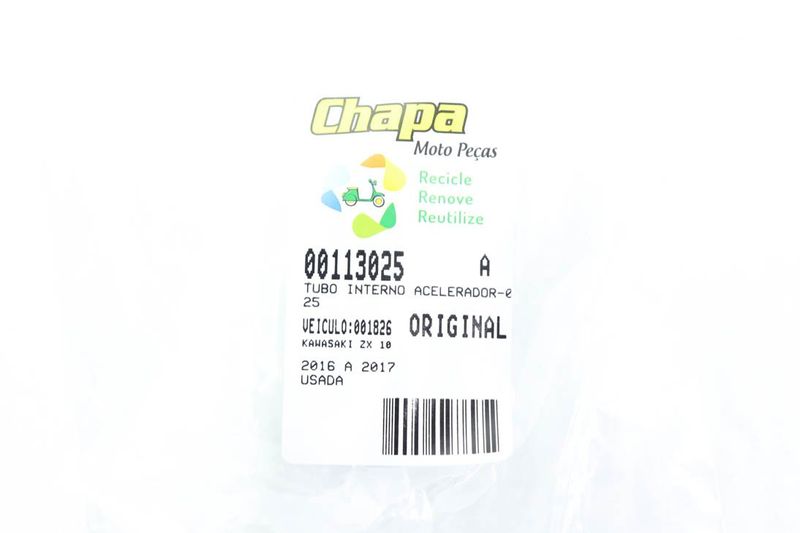 Chapa
Moto Peças
Recicle
Renove
Reutilize
00113025 A
TUBO INTERNO ACELERADOR-0
25
VEICULO:001826 ORIGINAL
KAWASAKI ZX 10
2016 A 2017
USADA